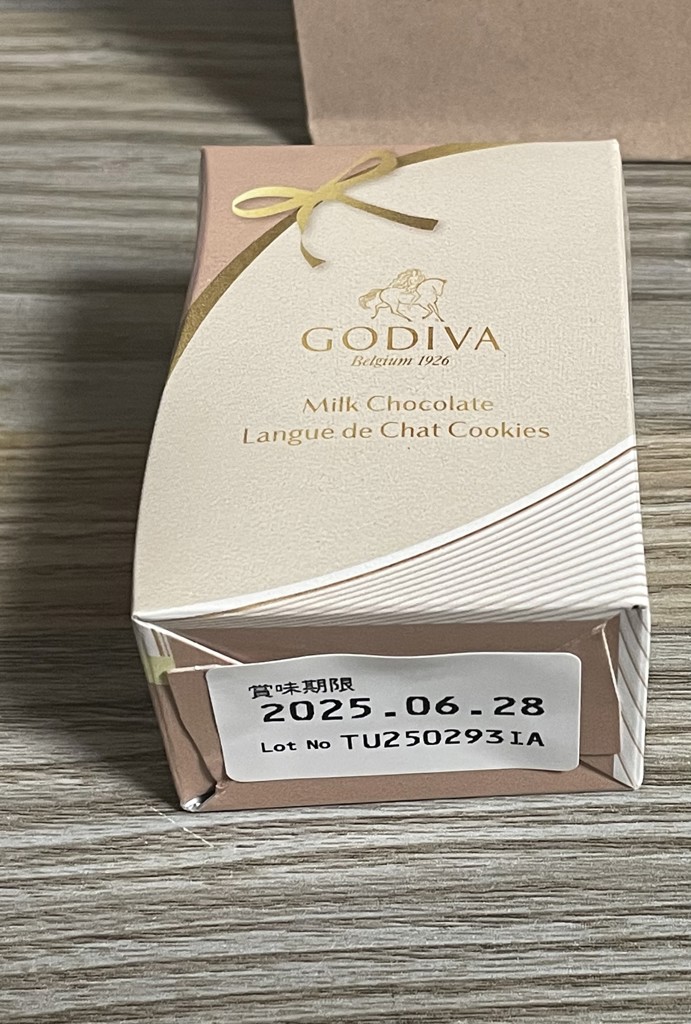 GODIVA
Belgium 1926
Milk Chocolate
Langue de Chat Cookies
賞味期限
2025.06.28
Lot No TU250293IA